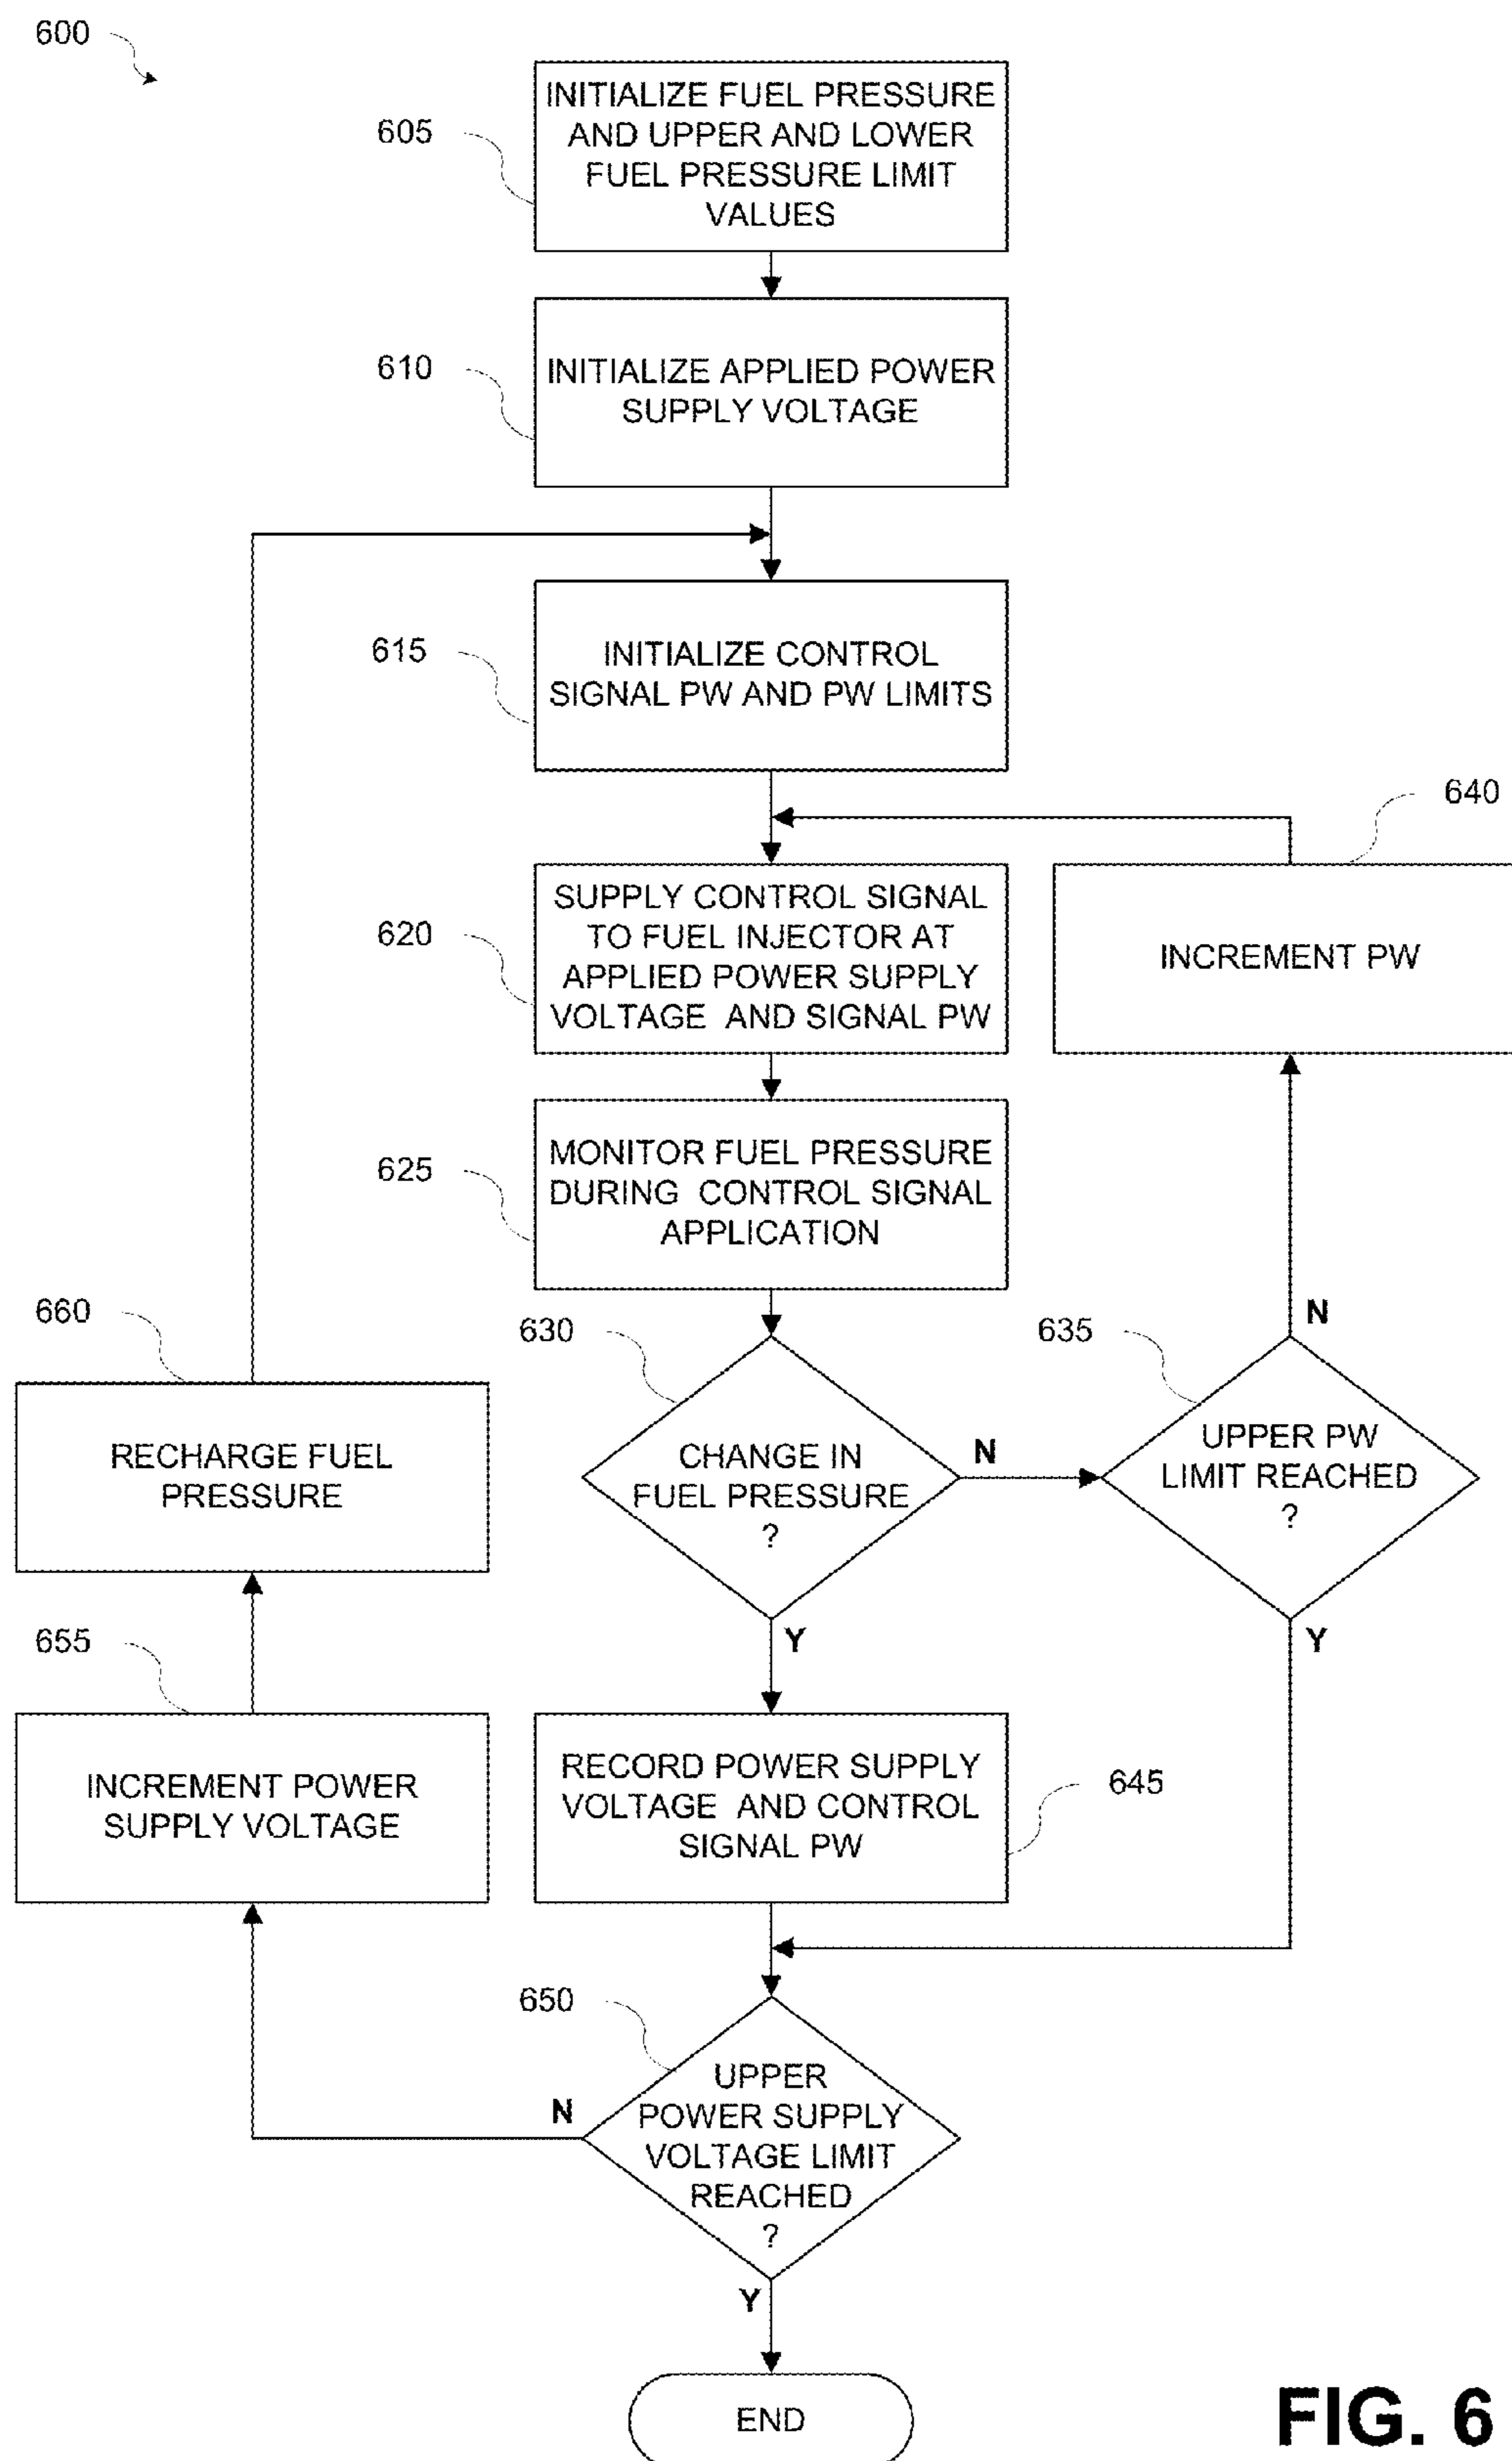 600
INITIALIZE FUEL PRESSURE
AND UPPER AND LOWER
FUEL PRESSURE LIMIT
VALUES
605
INITIALIZE APPLIED POWER
SUPPLY VOLTAGE
610
INITIALIZE CONTROL
SIGNAL PW AND PW LIMITS
615
640
SUPPLY CONTROL SIGNAL
TO FUEL INJECTOR AT
APPLIED POWER SUPPLY
VOLTAGE AND SIGNAL PW
620
INCREMENT PW
MONITOR FUEL PRESSURE
DURING CONTROL SIGNAL
APPLICATION
625
660
630
635
N
RECHARGE FUEL
PRESSURE
CHANGE IN
FUEL PRESSURE
?
N
UPPER PW
LIMIT REACHED
?
655
Y
Y
INCREMENT POWER
SUPPLY VOLTAGE
RECORD POWER SUPPLY
VOLTAGE AND CONTROL
SIGNAL PW
645
650
UPPER
POWER SUPPLY
VOLTAGE LIMIT
REACHED
?
N
Y
END
FIG. 6